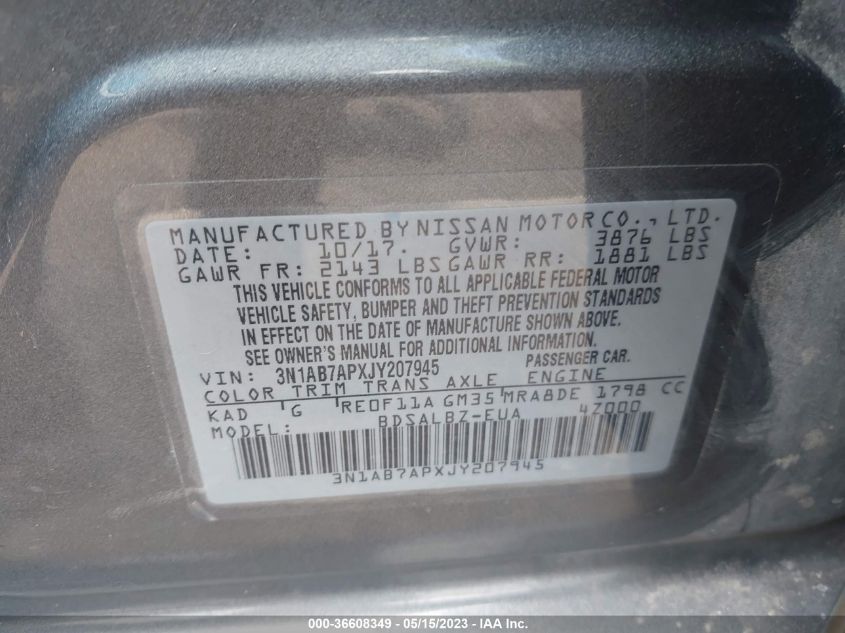 MANUFACTURED BY NISSAN MOTOR CO., LTD.
DATE: 10/17. GVWR: 3876 LBS
GAWR FR: 2143 LBS GAWR RR: 1881 LBS
THIS VEHICLE CONFORMS TO ALL APPLICABLE FEDERAL MOTOR
VEHICLE SAFETY, BUMPER AND THEFT PREVENTION STANDARDS
IN EFFECT ON THE DATE OF MANUFACTURE SHOWN ABOVE.
SEE OWNER'S MANUAL FOR ADDITIONAL INFORMATION.
VIN: 3N1AB7APXJY207945 PASSENGER CAR.
COLOR TRIM TRANS AXLE ENGINE
KAD G RE0F11A GM35 MRA8DE 1798 CC
MODEL: BDSALBZ-EUA 4Z000
3N1AB7APXJY207945
000-36608349 - 05/15/2023 - IAA Inc.